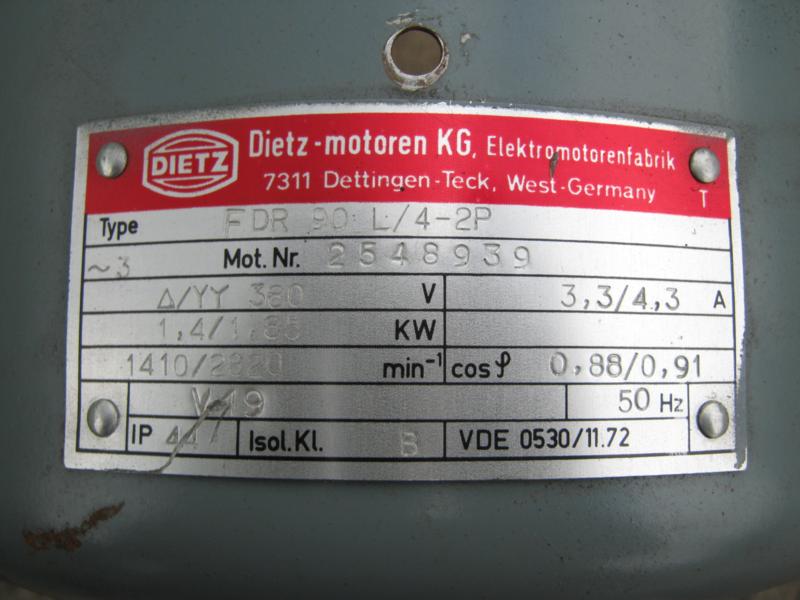 DIETZ
Dietz-motoren KG, Elektromotorenfabrik
7311 Dettingen-Teck, West-Germany T
Type FDR 90 L/4-2P
~3 Mot. Nr. 2548939
Δ/YY 380 V 3,3/4,3 A
1,4/1,85 KW
1410/2820 min⁻¹ cos φ 0,88/0,91
V 19 50 Hz
IP 44 Isol. Kl. B VDE 0530/11.72